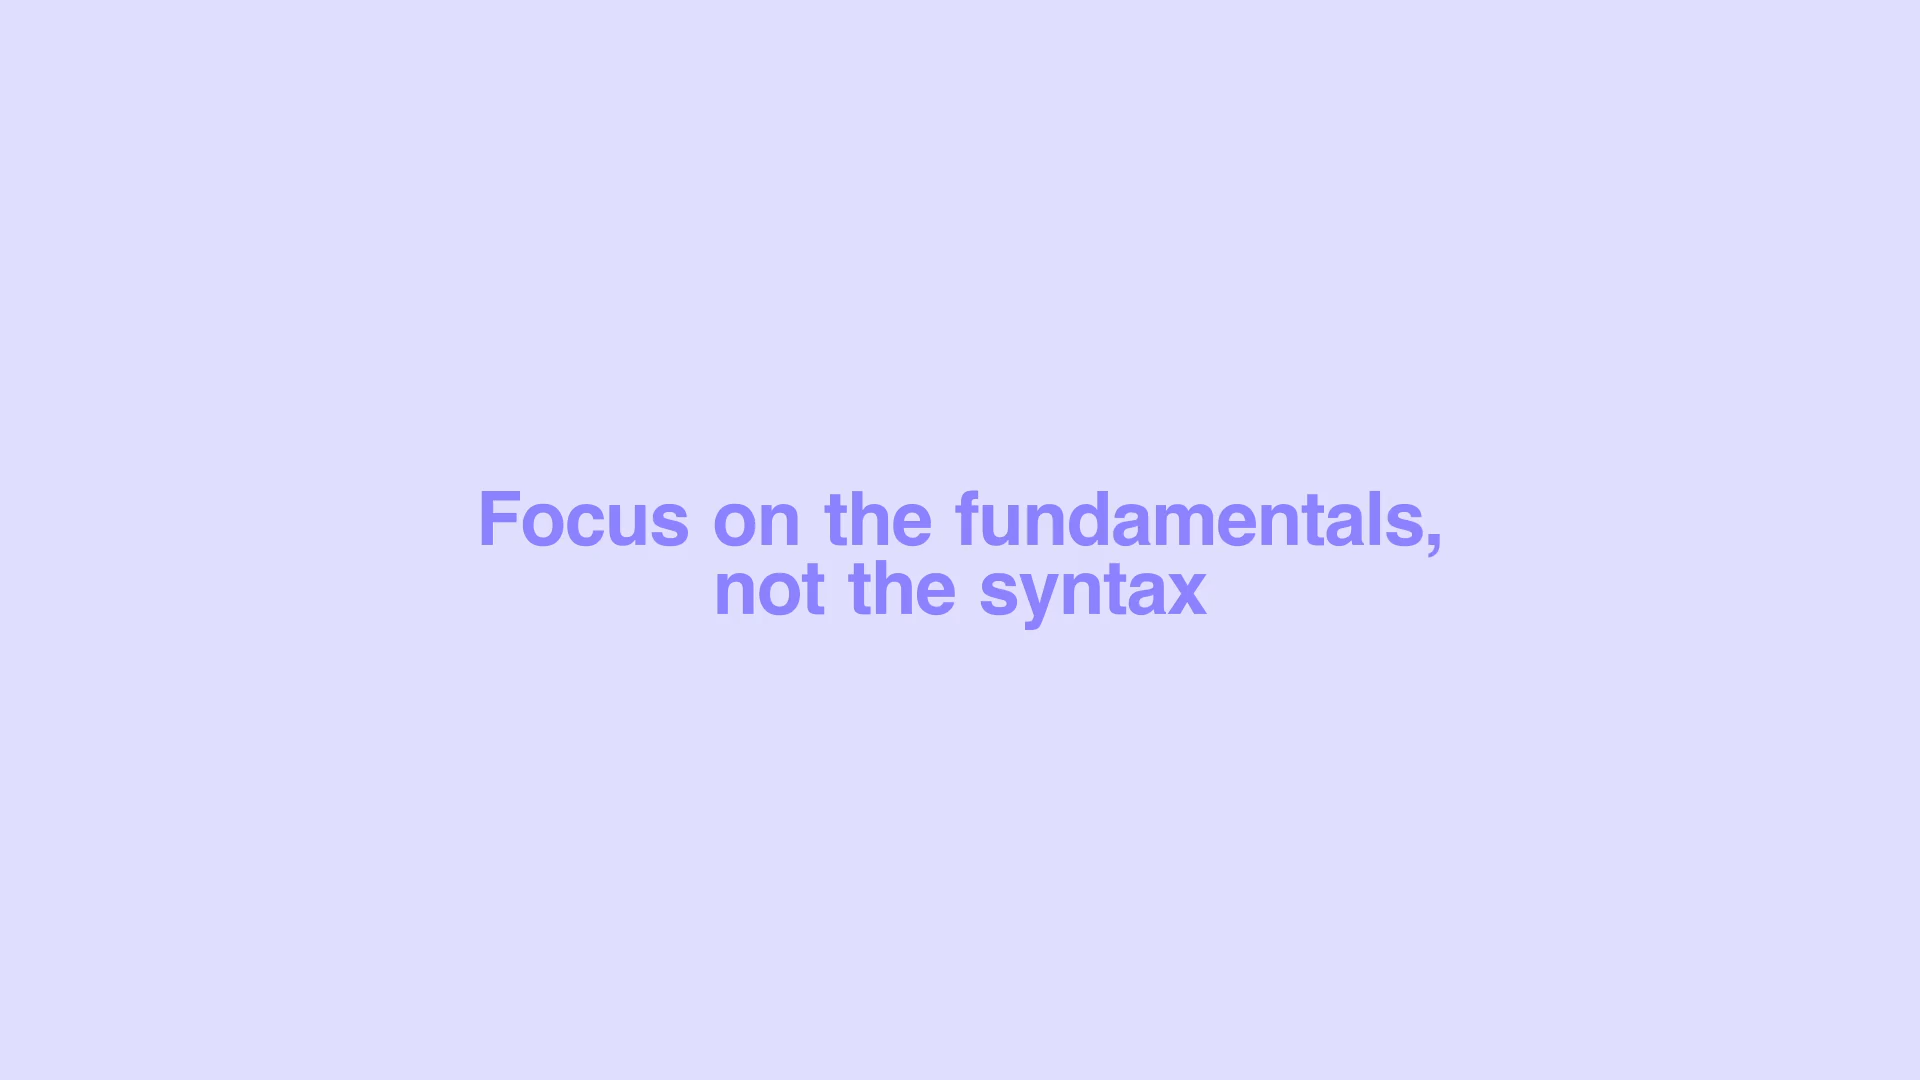 Focus on the fundamentals,
not the syntax